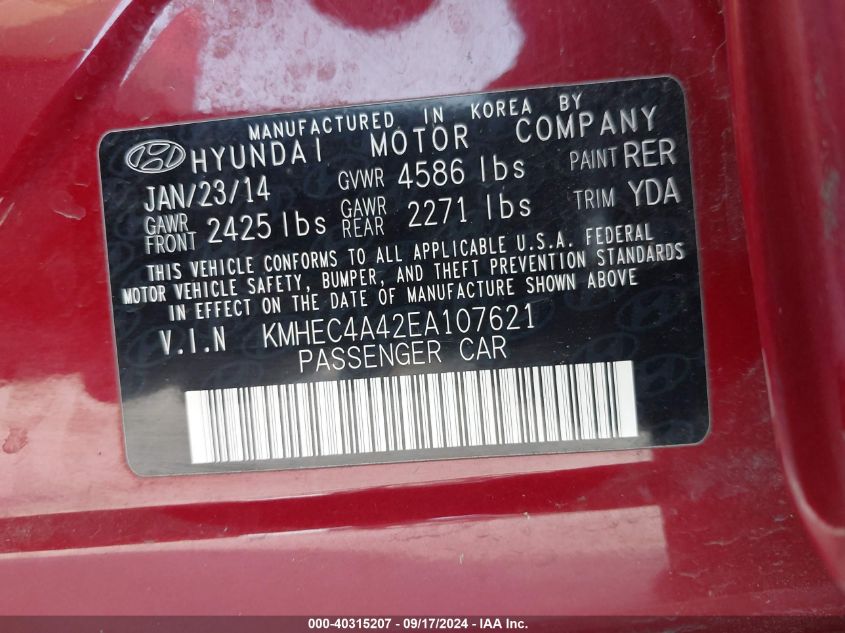 MANUFACTURED IN KOREA BY
HYUNDAI MOTOR COMPANY
JAN/23/14 GVWR 4586 lbs PAINT RER
GAWR FRONT 2425 lbs GAWR REAR 2271 lbs TRIM YDA
THIS VEHICLE CONFORMS TO ALL APPLICABLE U.S.A. FEDERAL
MOTOR VEHICLE SAFETY, BUMPER, AND THEFT PREVENTION STANDARDS
IN EFFECT ON THE DATE OF MANUFACTURE SHOWN ABOVE
V.I.N KMHEC4A42EA107621
PASSENGER CAR
000-40315207 - 09/17/2024 - IAA Inc.